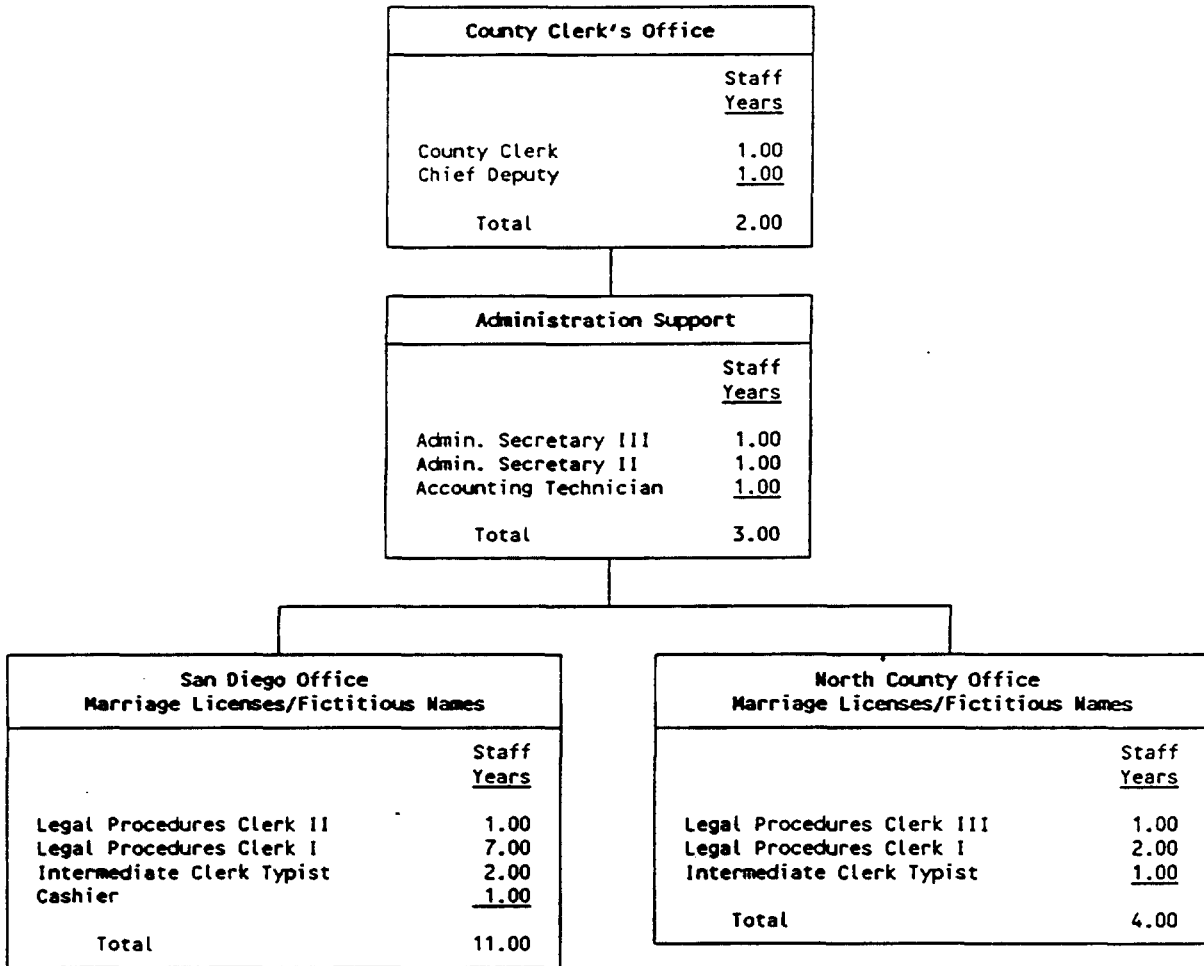 County Clerk's Office
Staff
Years
County Clerk 1.00
Chief Deputy 1.00
Total 2.00
Administration Support
Staff
Years
Admin. Secretary III 1.00
Admin. Secretary II 1.00
Accounting Technician 1.00
Total 3.00
San Diego Office
Marriage Licenses/Fictitious Names
Staff
Years
Legal Procedures Clerk II 1.00
Legal Procedures Clerk I 7.00
Intermediate Clerk Typist 2.00
Cashier 1.00
Total 11.00
North County Office
Marriage Licenses/Fictitious Names
Staff
Years
Legal Procedures Clerk III 1.00
Legal Procedures Clerk I 2.00
Intermediate Clerk Typist 1.00
Total 4.00